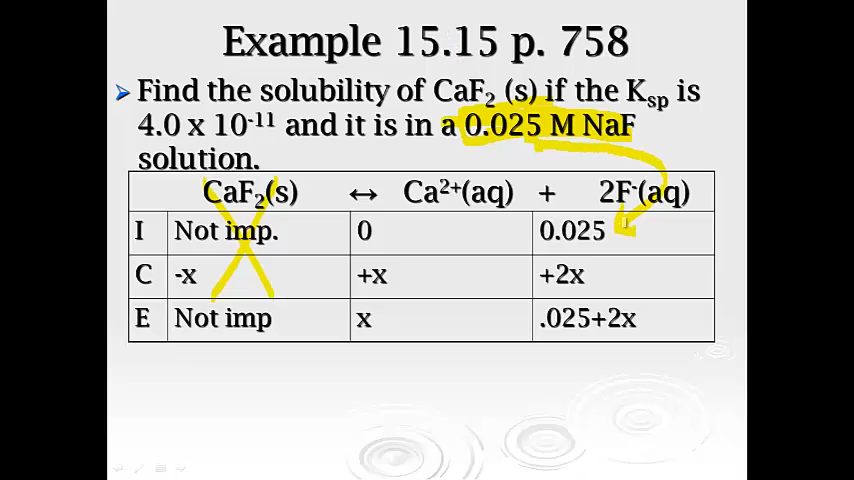 Example 15.15 p. 758
Find the solubility of CaF₂ (s) if the Kₛₚ is
4.0 x 10⁻¹¹ and it is in a 0.025 M NaF
solution.
CaF₂(s) ↔ Ca²⁺(aq) + 2F⁻(aq)
I Not imp. 0 0.025
C -x +x +2x
E Not imp x .025+2x